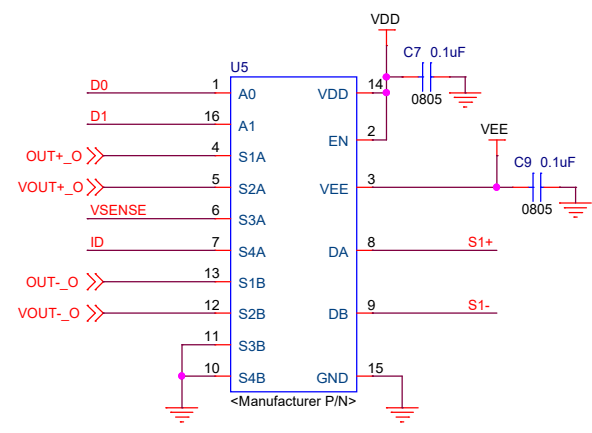 VDD
C7 0.1uF
0805
U5
D0 1 A0 VDD 14
D1 16 A1 EN 2
VEE
C9 0.1uF
0805
OUT+_O 4 S1A
VOUT+_O 5 S2A VEE 3
VSENSE 6 S3A
ID 7 S4A DA 8 S1+
OUT-_O 13 S1B
VOUT-_O 12 S2B DB 9 S1-
11 S3B
10 S4B GND 15
<Manufacturer P/N>